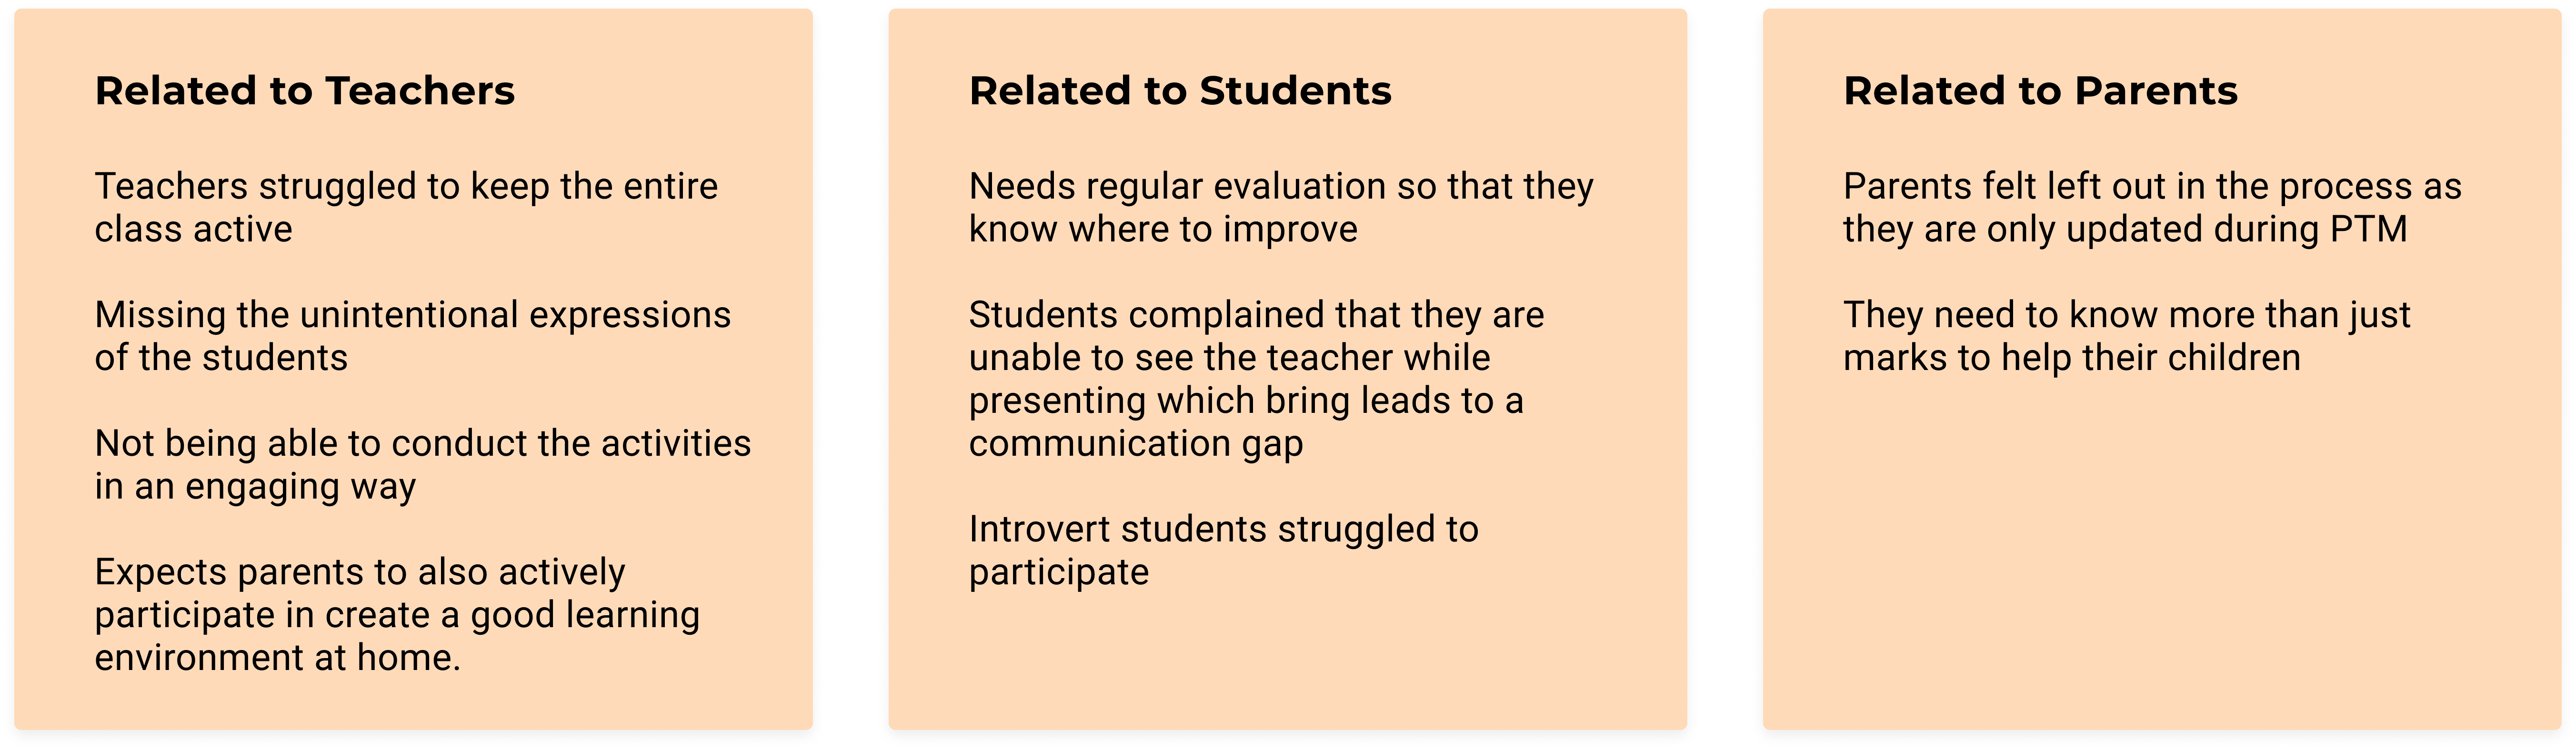 Related to Teachers
Teachers struggled to keep the entire
class active
Missing the unintentional expressions
of the students
Not being able to conduct the activities
in an engaging way
Expects parents to also actively
participate in create a good learning
environment at home.
Related to Students
Needs regular evaluation so that they
know where to improve
Students complained that they are
unable to see the teacher while
presenting which bring leads to a
communication gap
Introvert students struggled to
participate
Related to Parents
Parents felt left out in the process as
they are only updated during PTM
They need to know more than just
marks to help their children